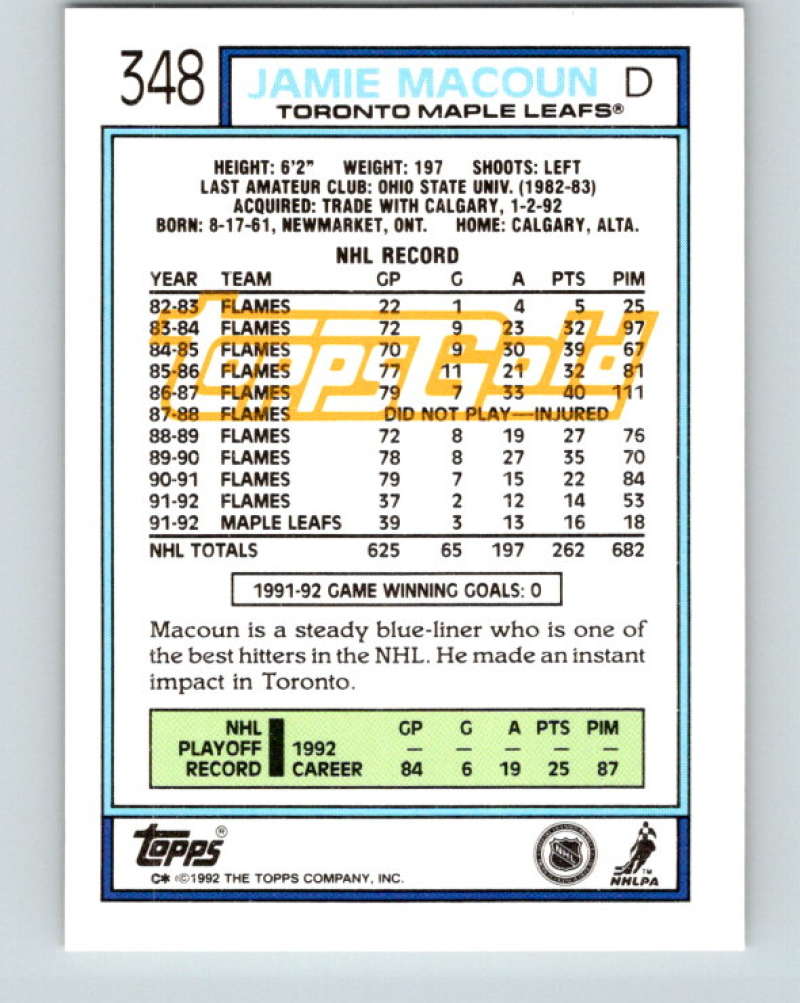 348
JAMIE MACOUN D
TORONTO MAPLE LEAFS®
HEIGHT: 6'2" WEIGHT: 197 SHOOTS: LEFT
LAST AMATEUR CLUB: OHIO STATE UNIV. (1982-83)
ACQUIRED: TRADE WITH CALGARY, 1-2-92
BORN: 8-17-61, NEWMARKET, ONT. HOME: CALGARY, ALTA.
NHL RECORD
YEAR TEAM GP G A PTS PIM
82-83 FLAMES 22 1 4 5 25
83-84 FLAMES 72 9 23 32 97
84-85 FLAMES 70 9 30 39 67
85-86 FLAMES 77 11 21 32 81
86-87 FLAMES 79 7 33 40 111
87-88 FLAMES DID NOT PLAY—INJURED
topps Gold
88-89 FLAMES 72 8 19 27 76
89-90 FLAMES 78 8 27 35 70
90-91 FLAMES 79 7 15 22 84
91-92 FLAMES 37 2 12 14 53
91-92 MAPLE LEAFS 39 3 13 16 18
NHL TOTALS 625 65 197 262 682
1991-92 GAME WINNING GOALS: 0
Macoun is a steady blue-liner who is one of
the best hitters in the NHL. He made an instant
impact in Toronto.
NHL GP G A PTS PIM
PLAYOFF 1992 — — — — —
RECORD CAREER 84 6 19 25 87
topps®
C* ©1992 THE TOPPS COMPANY, INC.
NHL
NHLPA™